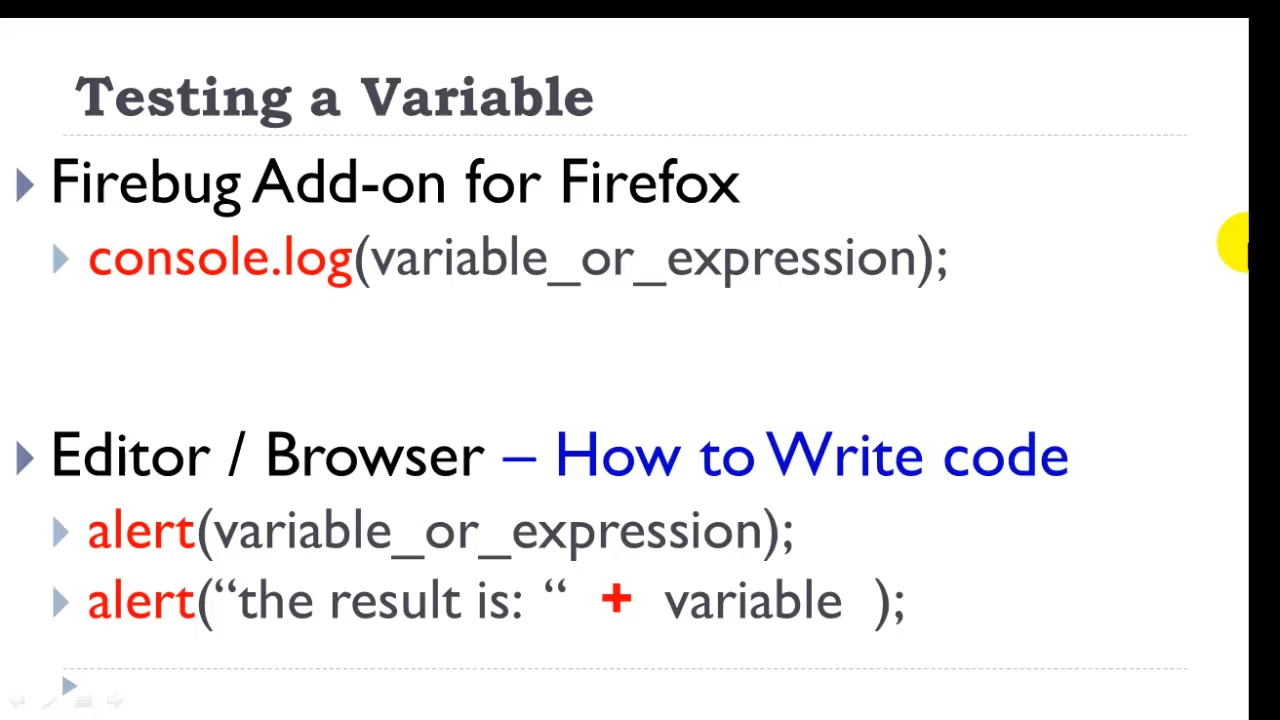 Testing a Variable
Firebug Add-on for Firefox
console.log(variable_or_expression);
Editor / Browser – How to Write code
alert(variable_or_expression);
alert(“the result is: “ + variable );